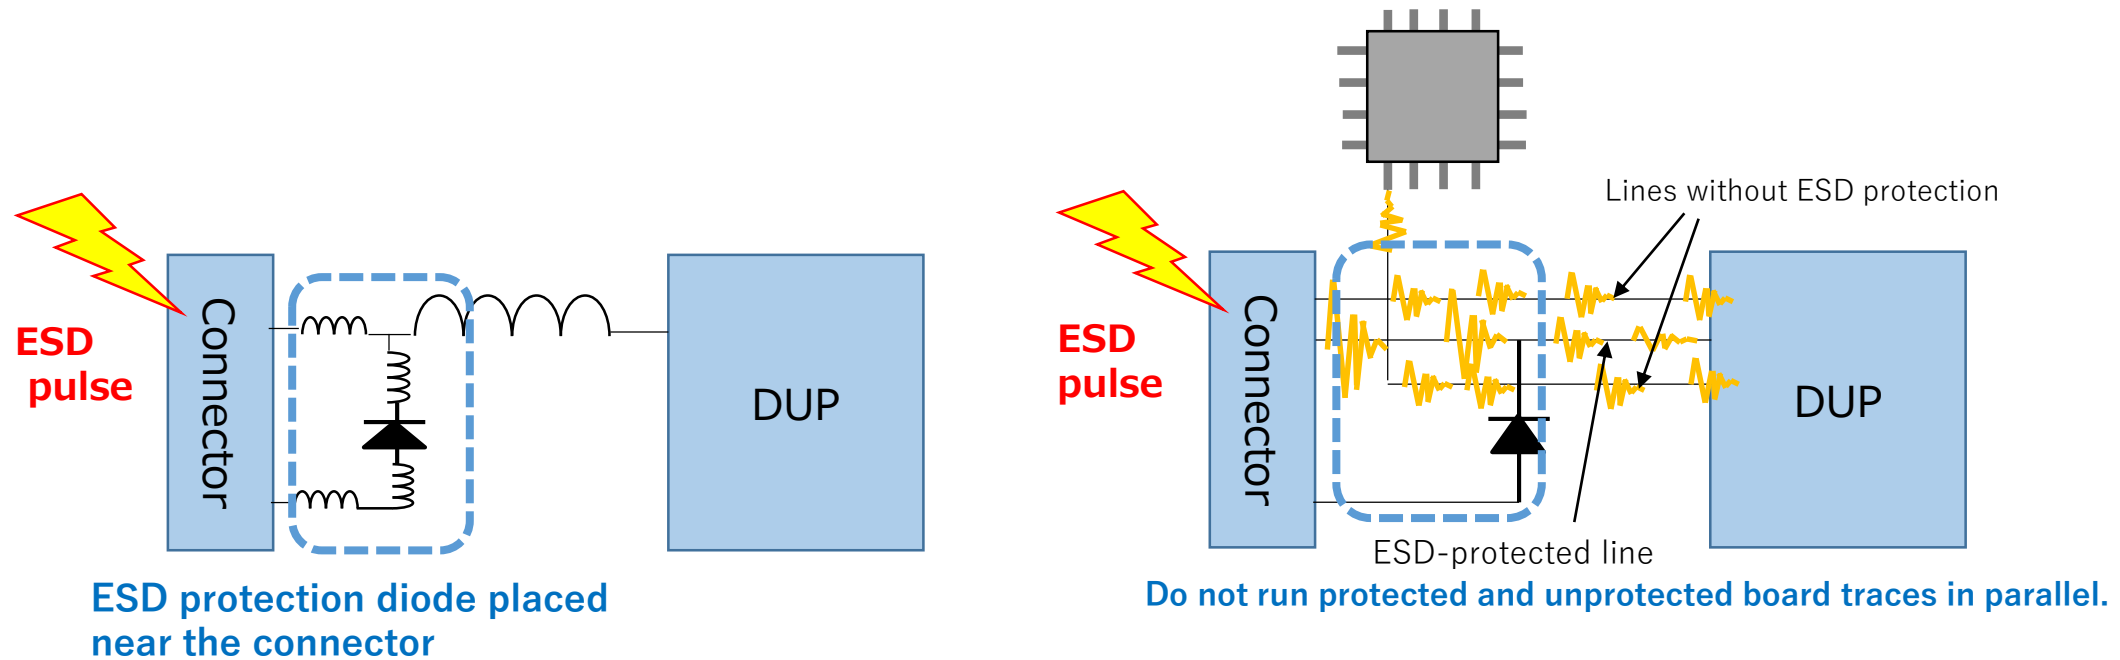 ESD
pulse
Connector
DUP
ESD protection diode placed
near the connector
Lines without ESD protection
ESD
pulse
Connector
DUP
ESD-protected line
Do not run protected and unprotected board traces in parallel.